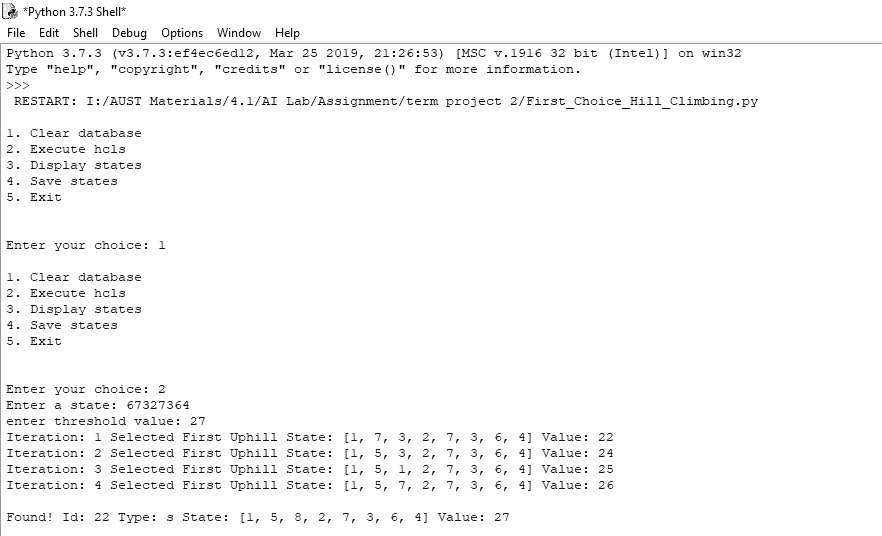 *Python 3.7.3 Shell*
File Edit Shell Debug Options Window Help
Python 3.7.3 (v3.7.3:ef4ec6ed12, Mar 25 2019, 21:26:53) [MSC v.1916 32 bit (Intel)] on win32
Type "help", "copyright", "credits" or "license()" for more information.
>>>
RESTART: I:/AUST Materials/4.1/AI Lab/Assignment/term project 2/First_Choice_Hill_Climbing.py
1. Clear database
2. Execute hcls
3. Display states
4. Save states
5. Exit
Enter your choice: 1
1. Clear database
2. Execute hcls
3. Display states
4. Save states
5. Exit
Enter your choice: 2
Enter a state: 67327364
enter threshold value: 27
Iteration: 1 Selected First Uphill State: [1, 7, 3, 2, 7, 3, 6, 4] Value: 22
Iteration: 2 Selected First Uphill State: [1, 5, 3, 2, 7, 3, 6, 4] Value: 24
Iteration: 3 Selected First Uphill State: [1, 5, 1, 2, 7, 3, 6, 4] Value: 25
Iteration: 4 Selected First Uphill State: [1, 5, 7, 2, 7, 3, 6, 4] Value: 26
Found! Id: 22 Type: s State: [1, 5, 8, 2, 7, 3, 6, 4] Value: 27